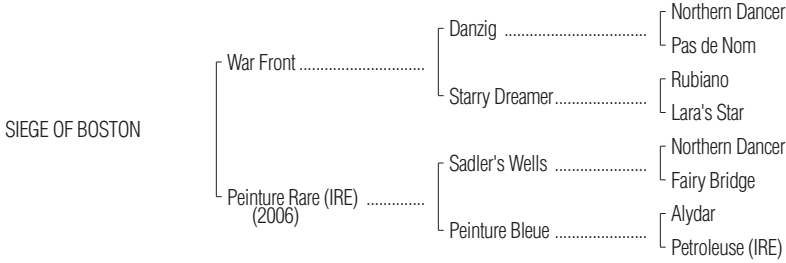 Northern Dancer
Danzig ................................
Pas de Nom
War Front ............................
Rubiano
Starry Dreamer.....................
Lara's Star
SIEGE OF BOSTON
Northern Dancer
Sadler's Wells .....................
Fairy Bridge
Peinture Rare (IRE) .............
(2006)
Alydar
Peinture Bleue .....................
Petroleuse (IRE)